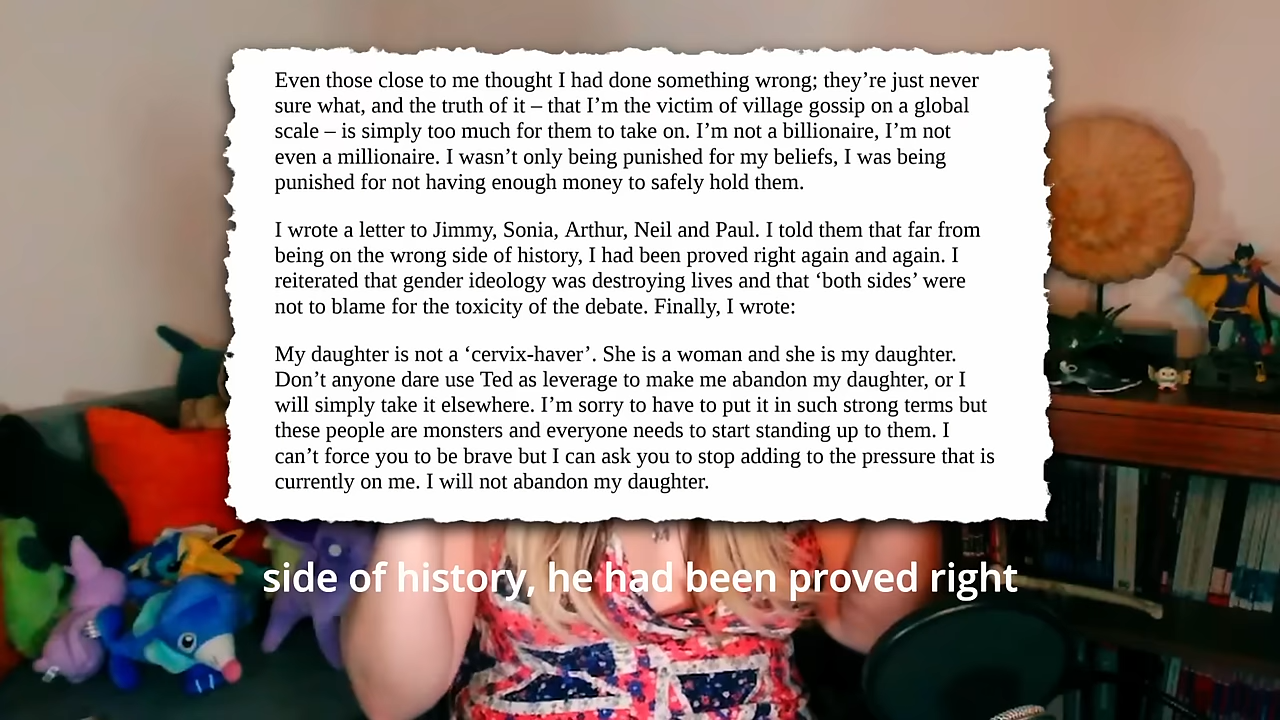 Even those close to me thought I had done something wrong; they’re just never
sure what, and the truth of it – that I’m the victim of village gossip on a global
scale – is simply too much for them to take on. I’m not a billionaire, I’m not
even a millionaire. I wasn’t only being punished for my beliefs, I was being
punished for not having enough money to safely hold them.
I wrote a letter to Jimmy, Sonia, Arthur, Neil and Paul. I told them that far from
being on the wrong side of history, I had been proved right again and again. I
reiterated that gender ideology was destroying lives and that ‘both sides’ were
not to blame for the toxicity of the debate. Finally, I wrote:
My daughter is not a ‘cervix-haver’. She is a woman and she is my daughter.
Don’t anyone dare use Ted as leverage to make me abandon my daughter, or I
will simply take it elsewhere. I’m sorry to have to put it in such strong terms but
these people are monsters and everyone needs to start standing up to them. I
can’t force you to be brave but I can ask you to stop adding to the pressure that is
currently on me. I will not abandon my daughter.
side of history, he had been proved right